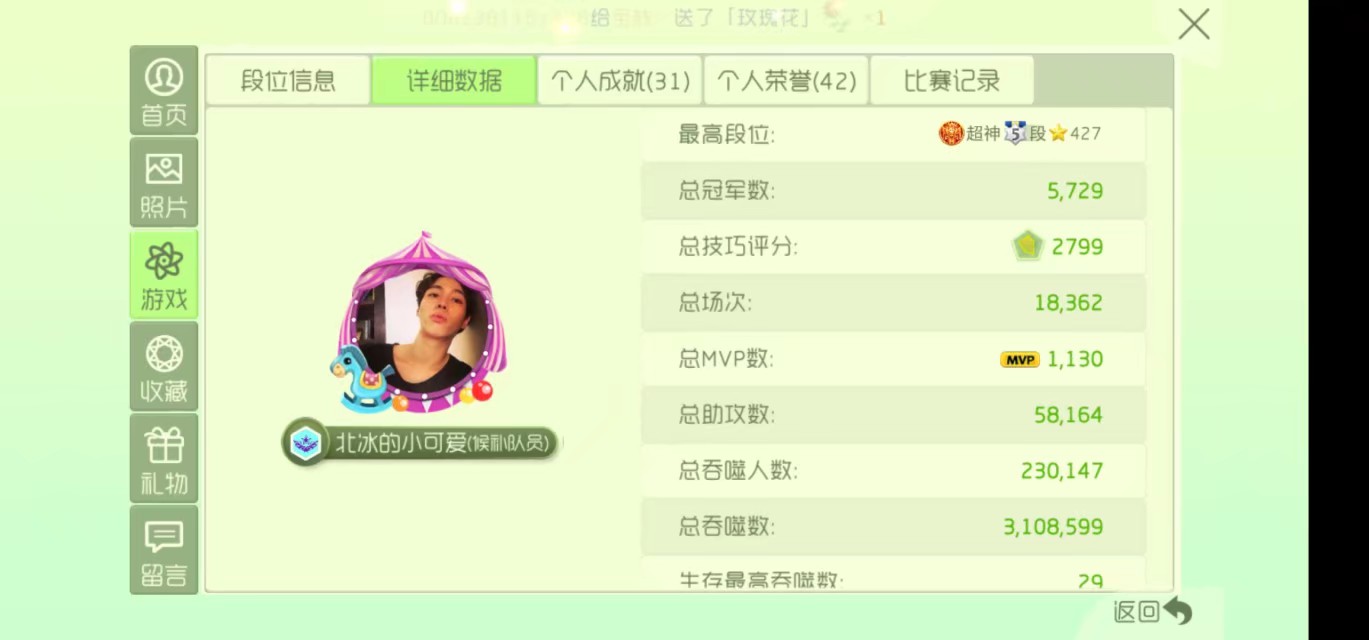 给 送了「玫瑰花」 ·1
首页
照片
游戏
收藏
礼物
留言
段位信息 详细数据 个人成就(31) 个人荣誉(42) 比赛记录
北冰的小可爱(候补队员)
最高段位: 超神 5 段 427
总冠军数: 5,729
总技巧评分: 2799
总场次: 18,362
总MVP数: MVP 1,130
总助攻数: 58,164
总吞噬人数: 230,147
总吞噬数: 3,108,599
生存最高吞噬数: 29
返回